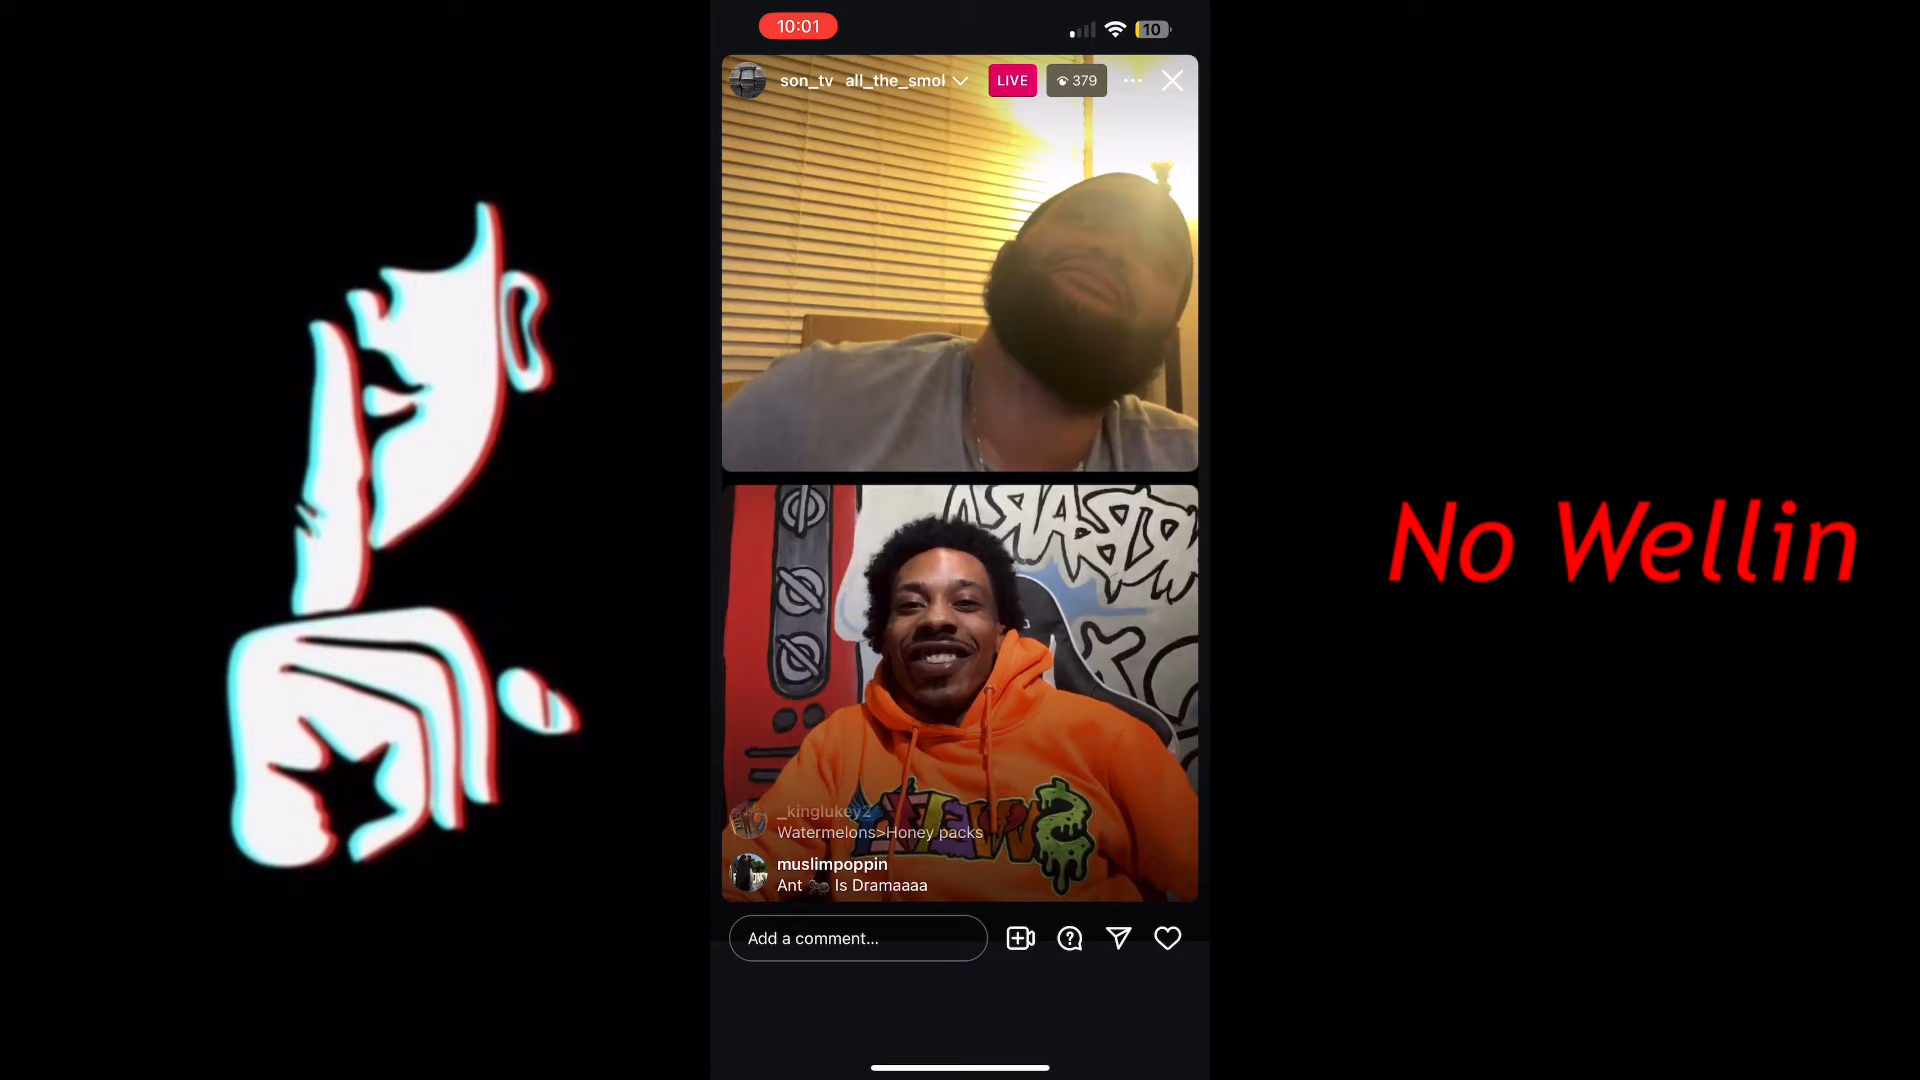 10:01
10
son_tv all_the_smol
LIVE
379
_kinglukey2
Watermelons>Honey packs
muslimpoppin
Ant 🐜 Is Dramaaaa
Add a comment...
No Wellin